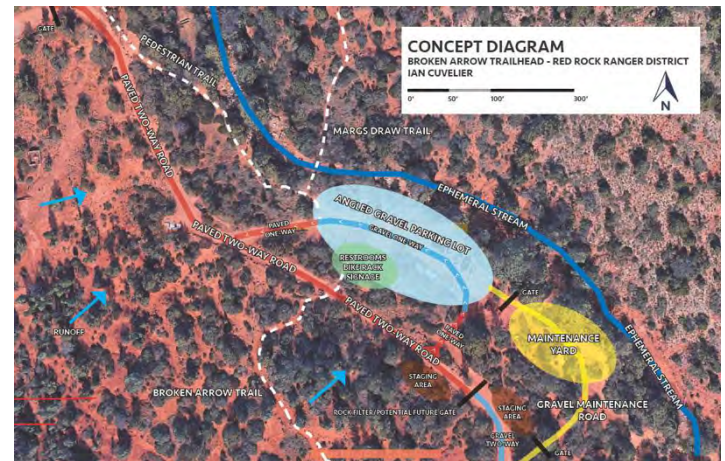 GATE
PEDESTRIAN TRAIL
CONCEPT DIAGRAM
BROKEN ARROW TRAILHEAD - RED ROCK RANGER DISTRICT
IAN CUVELIER
0' 50' 100' 300'
N
PAVED TWO-WAY ROAD
MARGS DRAW TRAIL
EPHEMERAL STREAM
ANGLED GRAVEL PARKING LOT
PAVED
ONE-WAY
GRAVEL ONE-WAY
PAVED TWO-WAY ROAD
RESTROOMS
BIKE RACK
SIGNAGE
PAVED TWO-WAY ROAD
GATE
PAVED
ONE-WAY
MAINTENANCE
YARD
EPHEMERAL STREAM
RUNOFF
STAGING
AREA
BROKEN ARROW TRAIL
ROCK FILTER/POTENTIAL FUTURE GATE
STAGING
AREA
GRAVEL MAINTENANCE
ROAD
GRAVEL
TWO-WAY
GATE